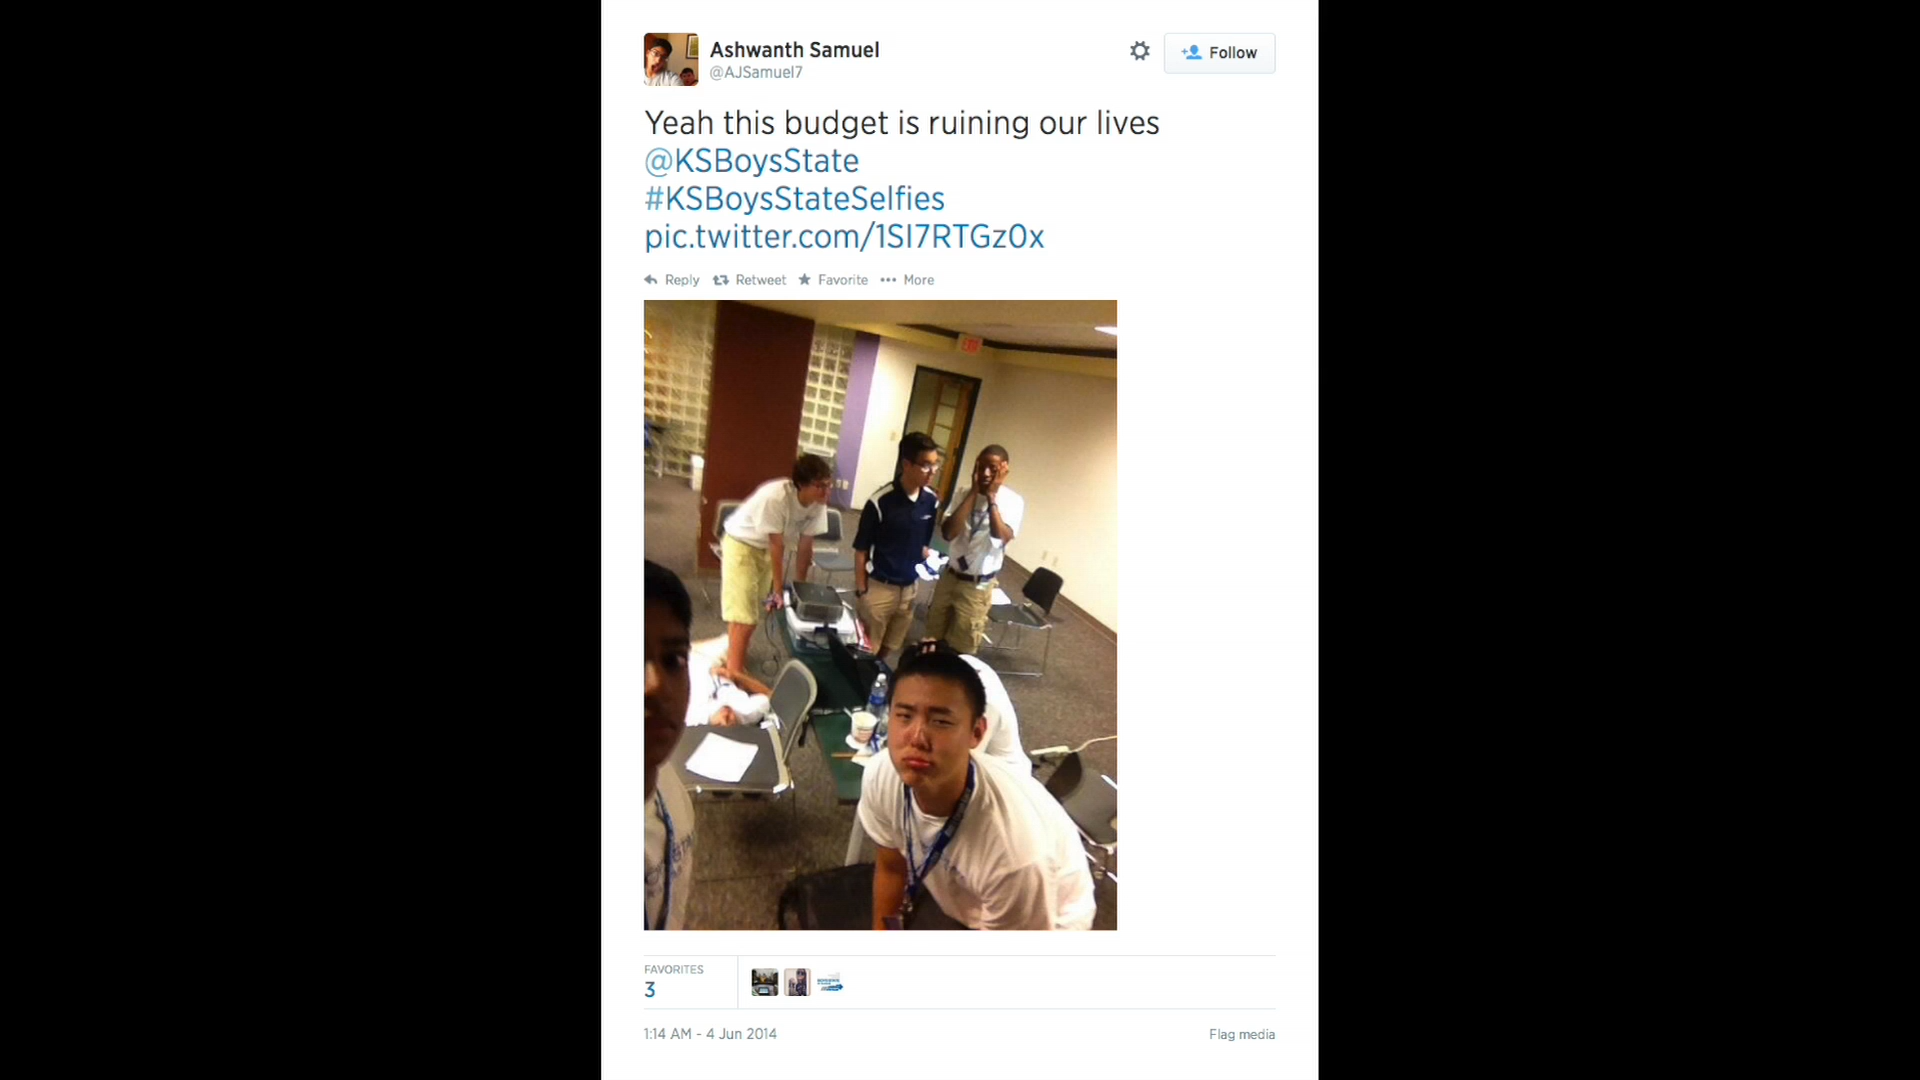 Ashwanth Samuel
@AJSamuel7
Follow
Yeah this budget is ruining our lives
@KSBoysState
#KSBoysStateSelfies
pic.twitter.com/1SI7RTGz0x
Reply Retweet Favorite More
EXIT
FAVORITES
3
1:14 AM - 4 Jun 2014
Flag media